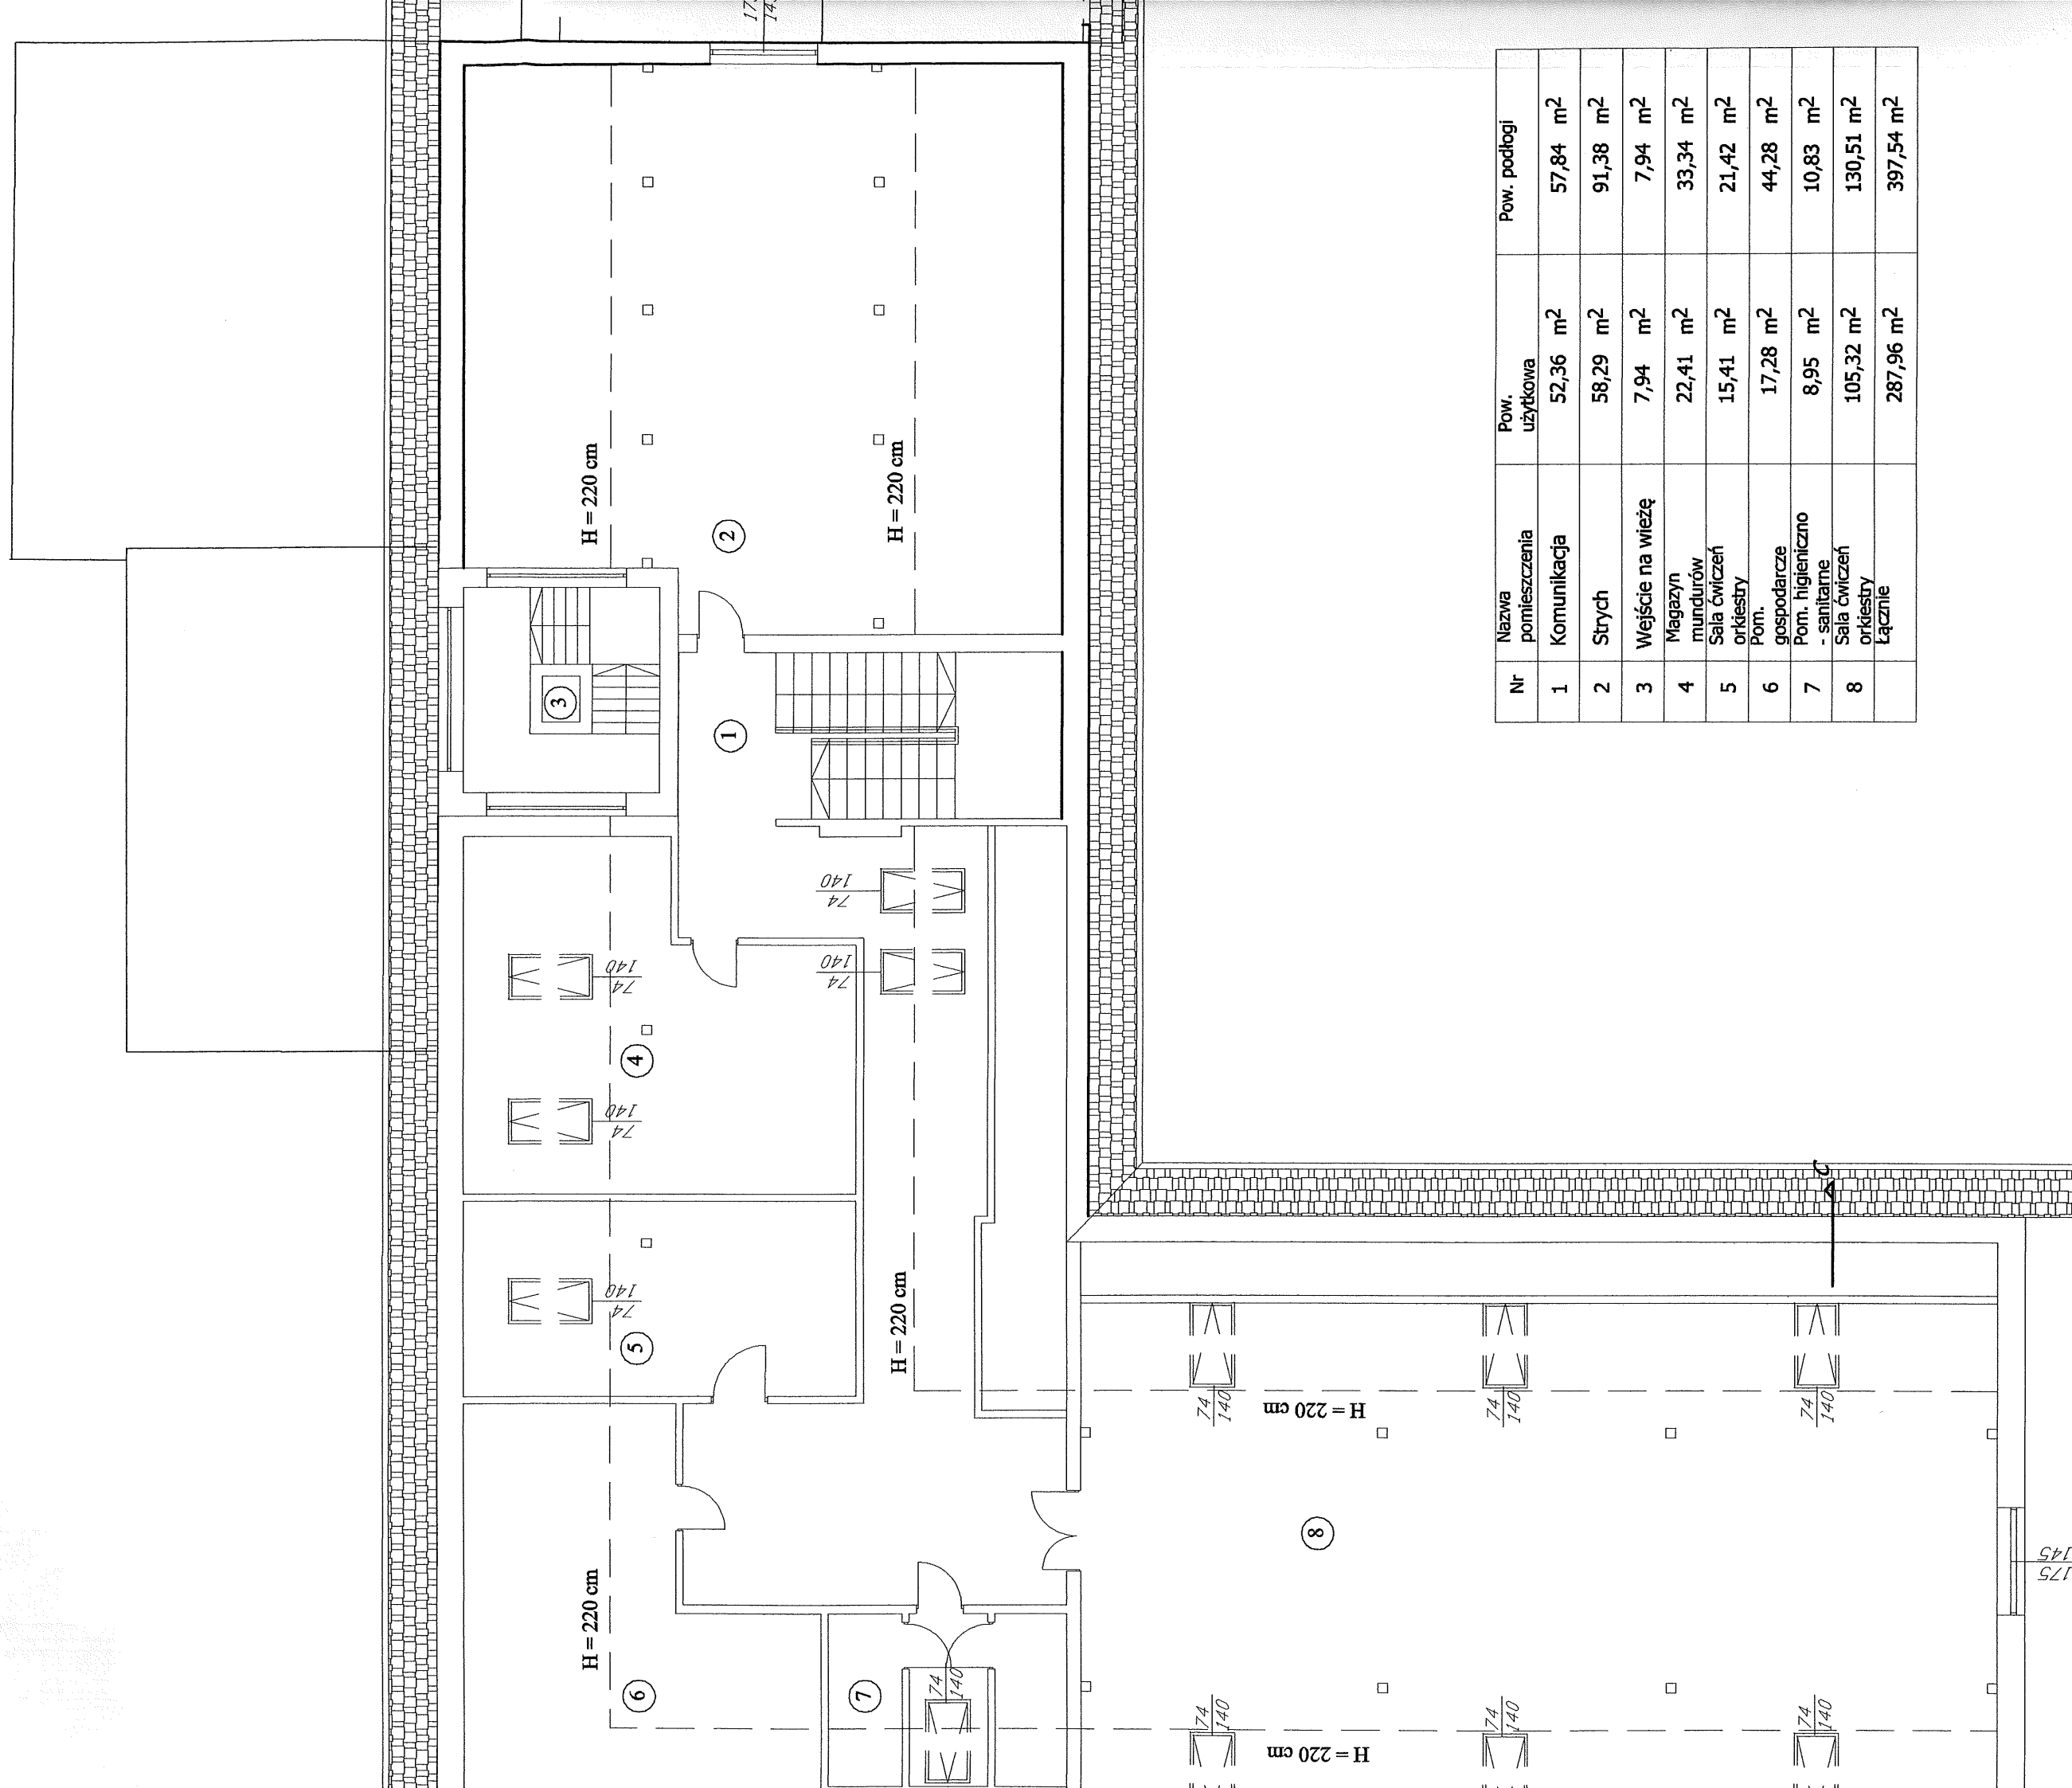 Nr Nazwa pomieszczenia Pow. użytkowa Pow. podłogi
1 Komunikacja 52,36 m2 57,84 m2
2 Strych 58,29 m2 91,38 m2
3 Wejście na wieżę 7,94 m2 7,94 m2
4 Magazyn mundurów 22,41 m2 33,34 m2
5 Sala ćwiczeń orkiestry 15,41 m2 21,42 m2
6 Pom. gospodarcze 17,28 m2 44,28 m2
7 Pom. higieniczno - sanitarne 8,95 m2 10,83 m2
8 Sala ćwiczeń orkiestry 105,32 m2 130,51 m2
Łącznie 287,96 m2 397,54 m2
H = 220 cm
H = 220 cm
2
3
1
74
140
74
140
74
140
74
140
4
74
140
5
H = 220 cm
H = 220 cm
6
7
74
140
C
74
140
74
140
74
140
H = 220 cm
8
175
145
74
140
74
140
74
140
H = 220 cm